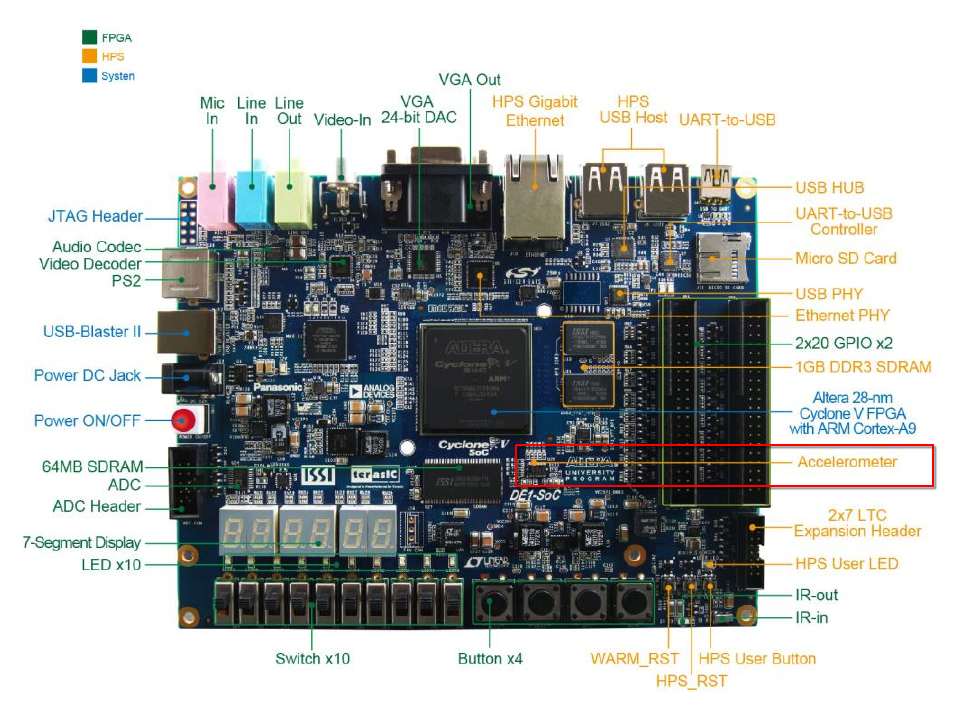 FPGA
HPS
Systen
VGA Out
Mic
In
Line
In
Line
Out
Video-In
VGA
24-bit DAC
HPS Gigabit
Ethernet
HPS
USB Host
UART-to-USB
JTAG Header
Audio Codec
Video Decoder
PS2
USB-Blaster II
Power DC Jack
Power ON/OFF
64MB SDRAM
ADC
ADC Header
7-Segment Display
LED x10
USB HUB
UART-to-USB
Controller
Micro SD Card
USB PHY
Ethernet PHY
2x20 GPIO x2
1GB DDR3 SDRAM
Altera 28-nm
Cyclone V FPGA
with ARM Cortex-A9
Accelerometer
2x7 LTC
Expansion Header
HPS User LED
IR-out
IR-in
Switch x10
Button x4
WARM_RST
HPS User Button
HPS_RST
ALTERA
Cyclone V
SoC
ARM
ISSI
ISSI
Panasonic
ANALOG
DEVICES
Cyclone V
SoC
ISSI
terasIC
ISSI
ALTERA
UNIVERSITY
PROGRAM
DE1-SoC
LINEAR